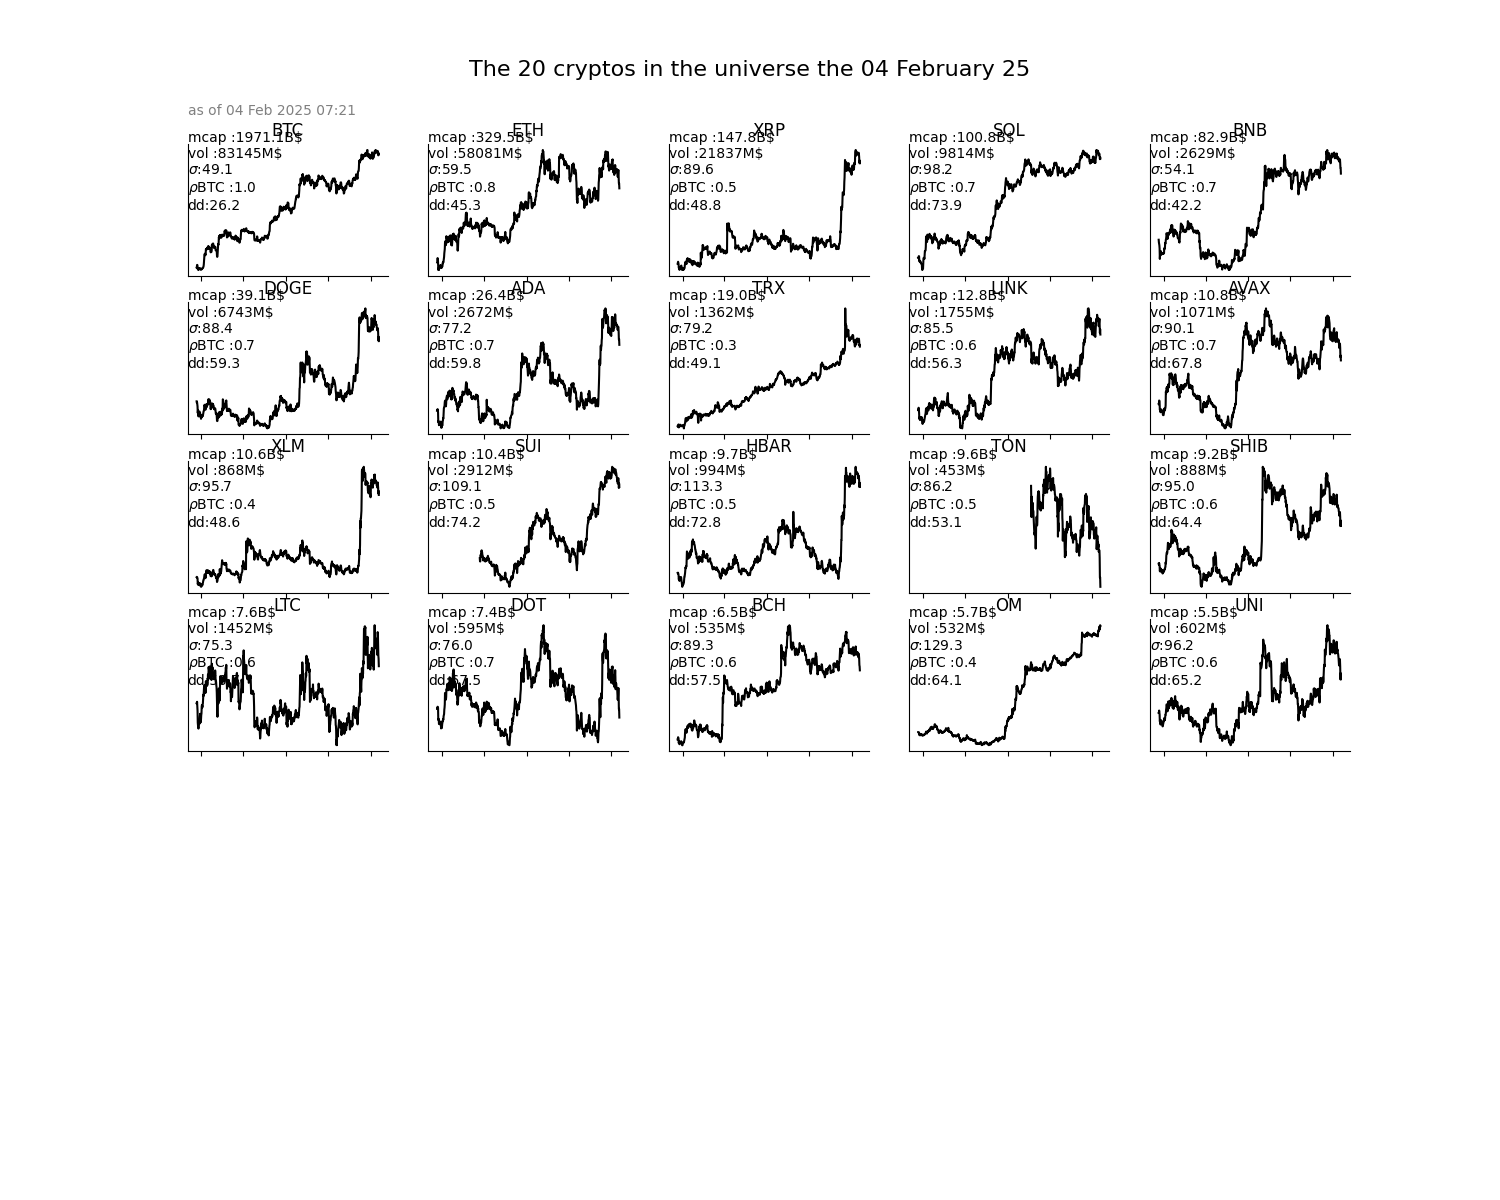 The 20 cryptos in the universe the 04 February 25
as of 04 Feb 2025 07:21
BTC
mcap :1971.1B$
vol :83145M$
σ:49.1
ρBTC :1.0
dd:26.2
ETH
mcap :329.5B$
vol :58081M$
σ:59.5
ρBTC :0.8
dd:45.3
XRP
mcap :147.8B$
vol :21837M$
σ:89.6
ρBTC :0.5
dd:48.8
SOL
mcap :100.8B$
vol :9814M$
σ:98.2
ρBTC :0.7
dd:73.9
BNB
mcap :82.9B$
vol :2629M$
σ:54.1
ρBTC :0.7
dd:42.2
DOGE
mcap :39.1B$
vol :6743M$
σ:88.4
ρBTC :0.7
dd:59.3
ADA
mcap :26.4B$
vol :2672M$
σ:77.2
ρBTC :0.7
dd:59.8
TRX
mcap :19.0B$
vol :1362M$
σ:79.2
ρBTC :0.3
dd:49.1
LINK
mcap :12.8B$
vol :1755M$
σ:85.5
ρBTC :0.6
dd:56.3
AVAX
mcap :10.8B$
vol :1071M$
σ:90.1
ρBTC :0.7
dd:67.8
XLM
mcap :10.6B$
vol :868M$
σ:95.7
ρBTC :0.4
dd:48.6
SUI
mcap :10.4B$
vol :2912M$
σ:109.1
ρBTC :0.5
dd:74.2
HBAR
mcap :9.7B$
vol :994M$
σ:113.3
ρBTC :0.5
dd:72.8
TON
mcap :9.6B$
vol :453M$
σ:86.2
ρBTC :0.5
dd:53.1
SHIB
mcap :9.2B$
vol :888M$
σ:95.0
ρBTC :0.6
dd:64.4
LTC
mcap :7.6B$
vol :1452M$
σ:75.3
ρBTC :0.6
DOT
mcap :7.4B$
vol :595M$
σ:76.0
ρBTC :0.7
dd:57.5
BCH
mcap :6.5B$
vol :535M$
σ:89.3
ρBTC :0.6
dd:57.5
OM
mcap :5.7B$
vol :532M$
σ:129.3
ρBTC :0.4
dd:64.1
UNI
mcap :5.5B$
vol :602M$
σ:96.2
ρBTC :0.6
dd:65.2